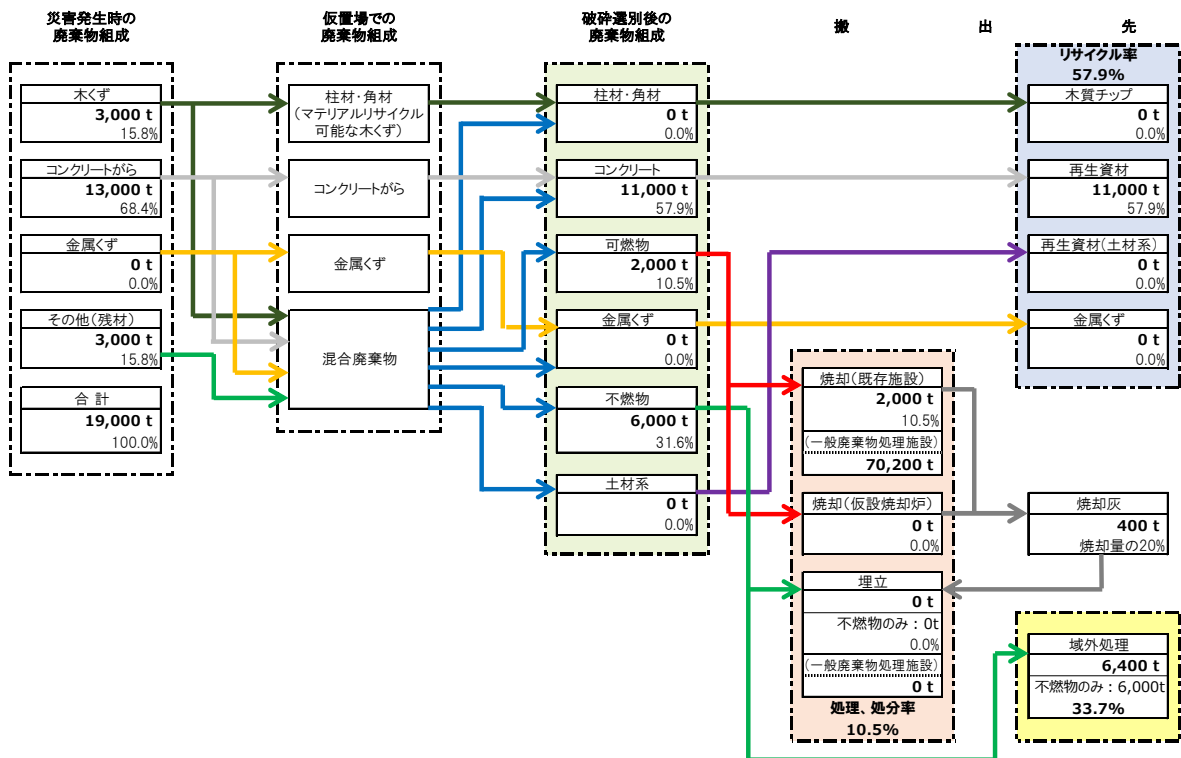 災害発生時の
廃棄物組成
仮置場での
廃棄物組成
破砕選別後の
廃棄物組成
搬 出 先
木くず
3,000 t
15.8%
コンクリートがら
13,000 t
68.4%
金属くず
0 t
0.0%
その他(残材)
3,000 t
15.8%
合 計
19,000 t
100.0%
柱材・角材
(マテリアルリサイクル
可能な木くず)
コンクリートがら
金属くず
混合廃棄物
柱材・角材
0 t
0.0%
コンクリート
11,000 t
57.9%
可燃物
2,000 t
10.5%
金属くず
0 t
0.0%
不燃物
6,000 t
31.6%
土材系
0 t
0.0%
焼却(既存施設)
2,000 t
10.5%
(一般廃棄物処理施設)
70,200 t
焼却(仮設焼却炉)
0 t
0.0%
埋立
0 t
不燃物のみ:0t
0.0%
(一般廃棄物処理施設)
0 t
処理、処分率
10.5%
リサイクル率
57.9%
木質チップ
0 t
0.0%
再生資材
11,000 t
57.9%
再生資材(土材系)
0 t
0.0%
金属くず
0 t
0.0%
焼却灰
400 t
焼却量の20%
域外処理
6,400 t
不燃物のみ:6,000t
33.7%